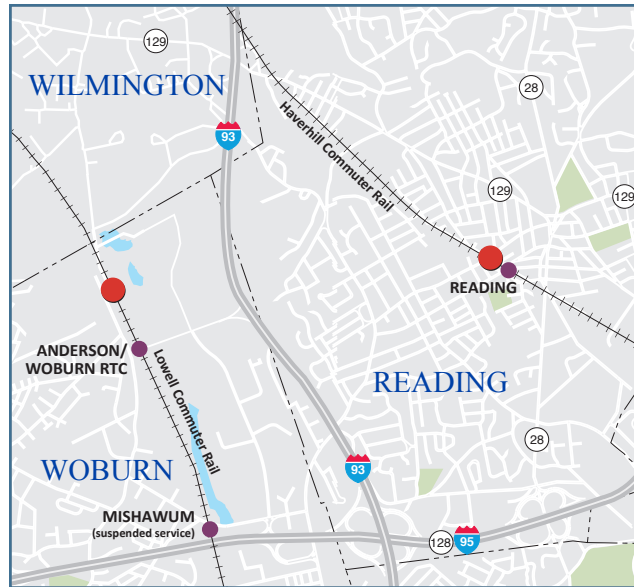 129
WILMINGTON
28
93
Haverhill Commuter Rail
129
129
READING
ANDERSON/
WOBURN RTC
Lowell Commuter Rail
READING
WOBURN
28
93
MISHAWUM
(suspended service)
128
95